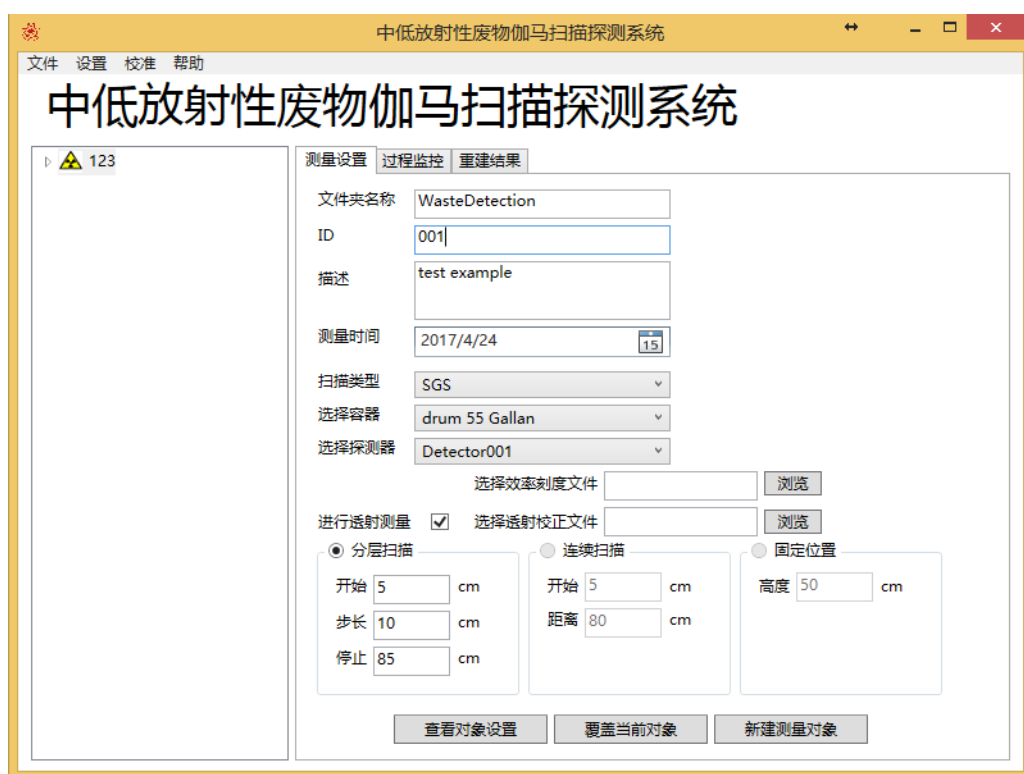 中低放射性废物伽马扫描探测系统
文件 设置 校准 帮助
中低放射性废物伽马扫描探测系统
123
测量设置 过程监控 重建结果
文件夹名称 WasteDetection
ID 001
描述 test example
测量时间 2017/4/24 15
扫描类型 SGS
选择容器 drum 55 Gallan
选择探测器 Detector001
选择效率刻度文件 浏览
进行透射测量 选择透射校正文件 浏览
分层扫描 连续扫描 固定位置
开始 5 cm 开始 5 cm 高度 50 cm
步长 10 cm 距离 80 cm
停止 85 cm
查看对象设置 覆盖当前对象 新建测量对象